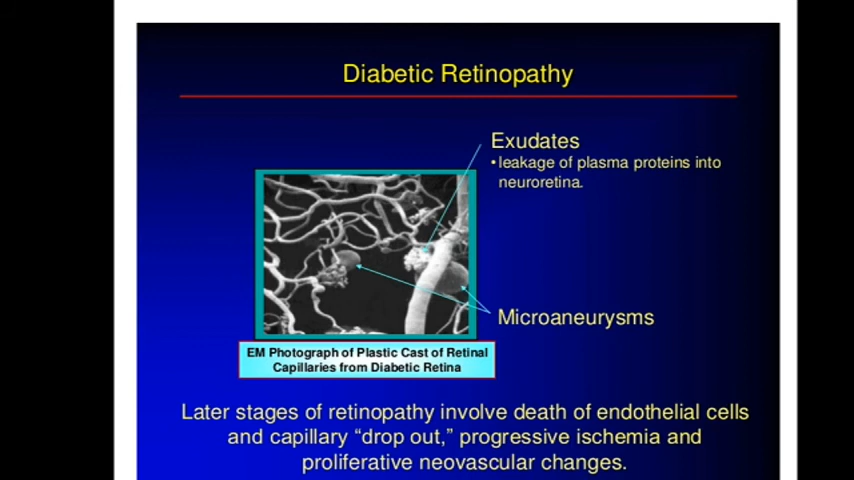 Diabetic Retinopathy
Exudates
•leakage of plasma proteins into
neuroretina.
Microaneurysms
EM Photograph of Plastic Cast of Retinal
Capillaries from Diabetic Retina
Later stages of retinopathy involve death of endothelial cells
and capillary “drop out,” progressive ischemia and
proliferative neovascular changes.